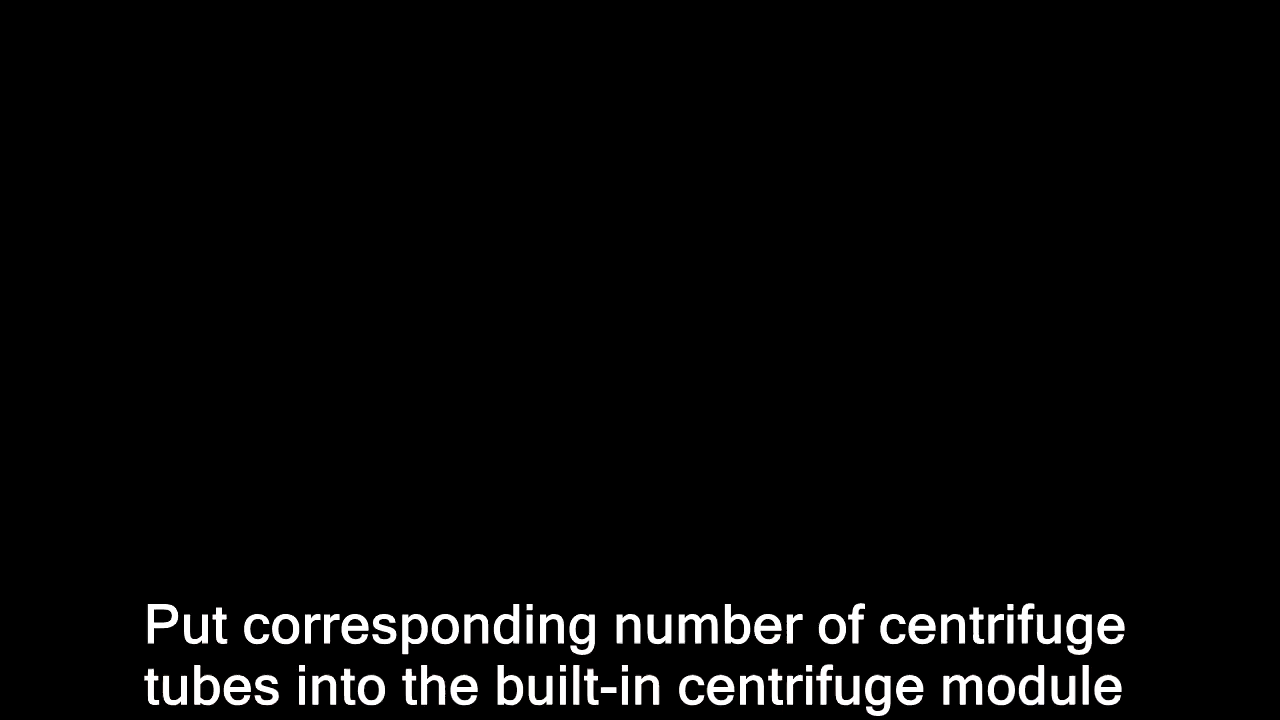 Put corresponding number of centrifuge
tubes into the built-in centrifuge module